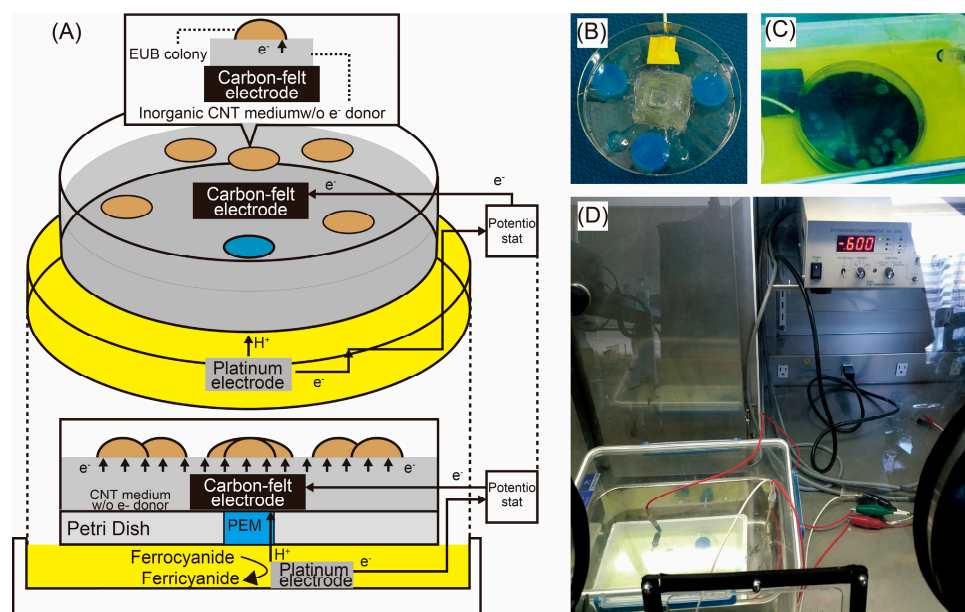 (A)
e-
EUB colony
Carbon-felt
electrode
Inorganic CNT mediumw/o e- donor
Carbon-felt
electrode
e-
Potentio
stat
H+
Platinum
electrode
e-
e-
e-
CNT medium
w/o e- donor
Carbon-felt
electrode
e-
Potentio
stat
Petri Dish
PEM
H+
Ferrocyanide
Ferricyanide
Platinum
electrode
e-
(B)
(C)
(D)
-.600